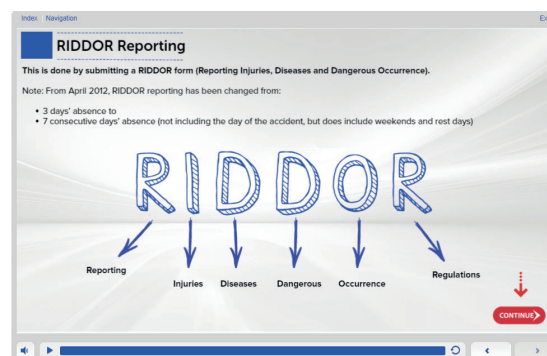 Index Navigation Ex
RIDDOR Reporting
This is done by submitting a RIDDOR form (Reporting Injuries, Diseases and Dangerous Occurrence).
Note: From April 2012, RIDDOR reporting has been changed from:
• 3 days' absence to
• 7 consecutive days' absence (not including the day of the accident, but does include weekends and rest days)
RIDDOR
Reporting Injuries Diseases Dangerous Occurrence Regulations
CONTINUE